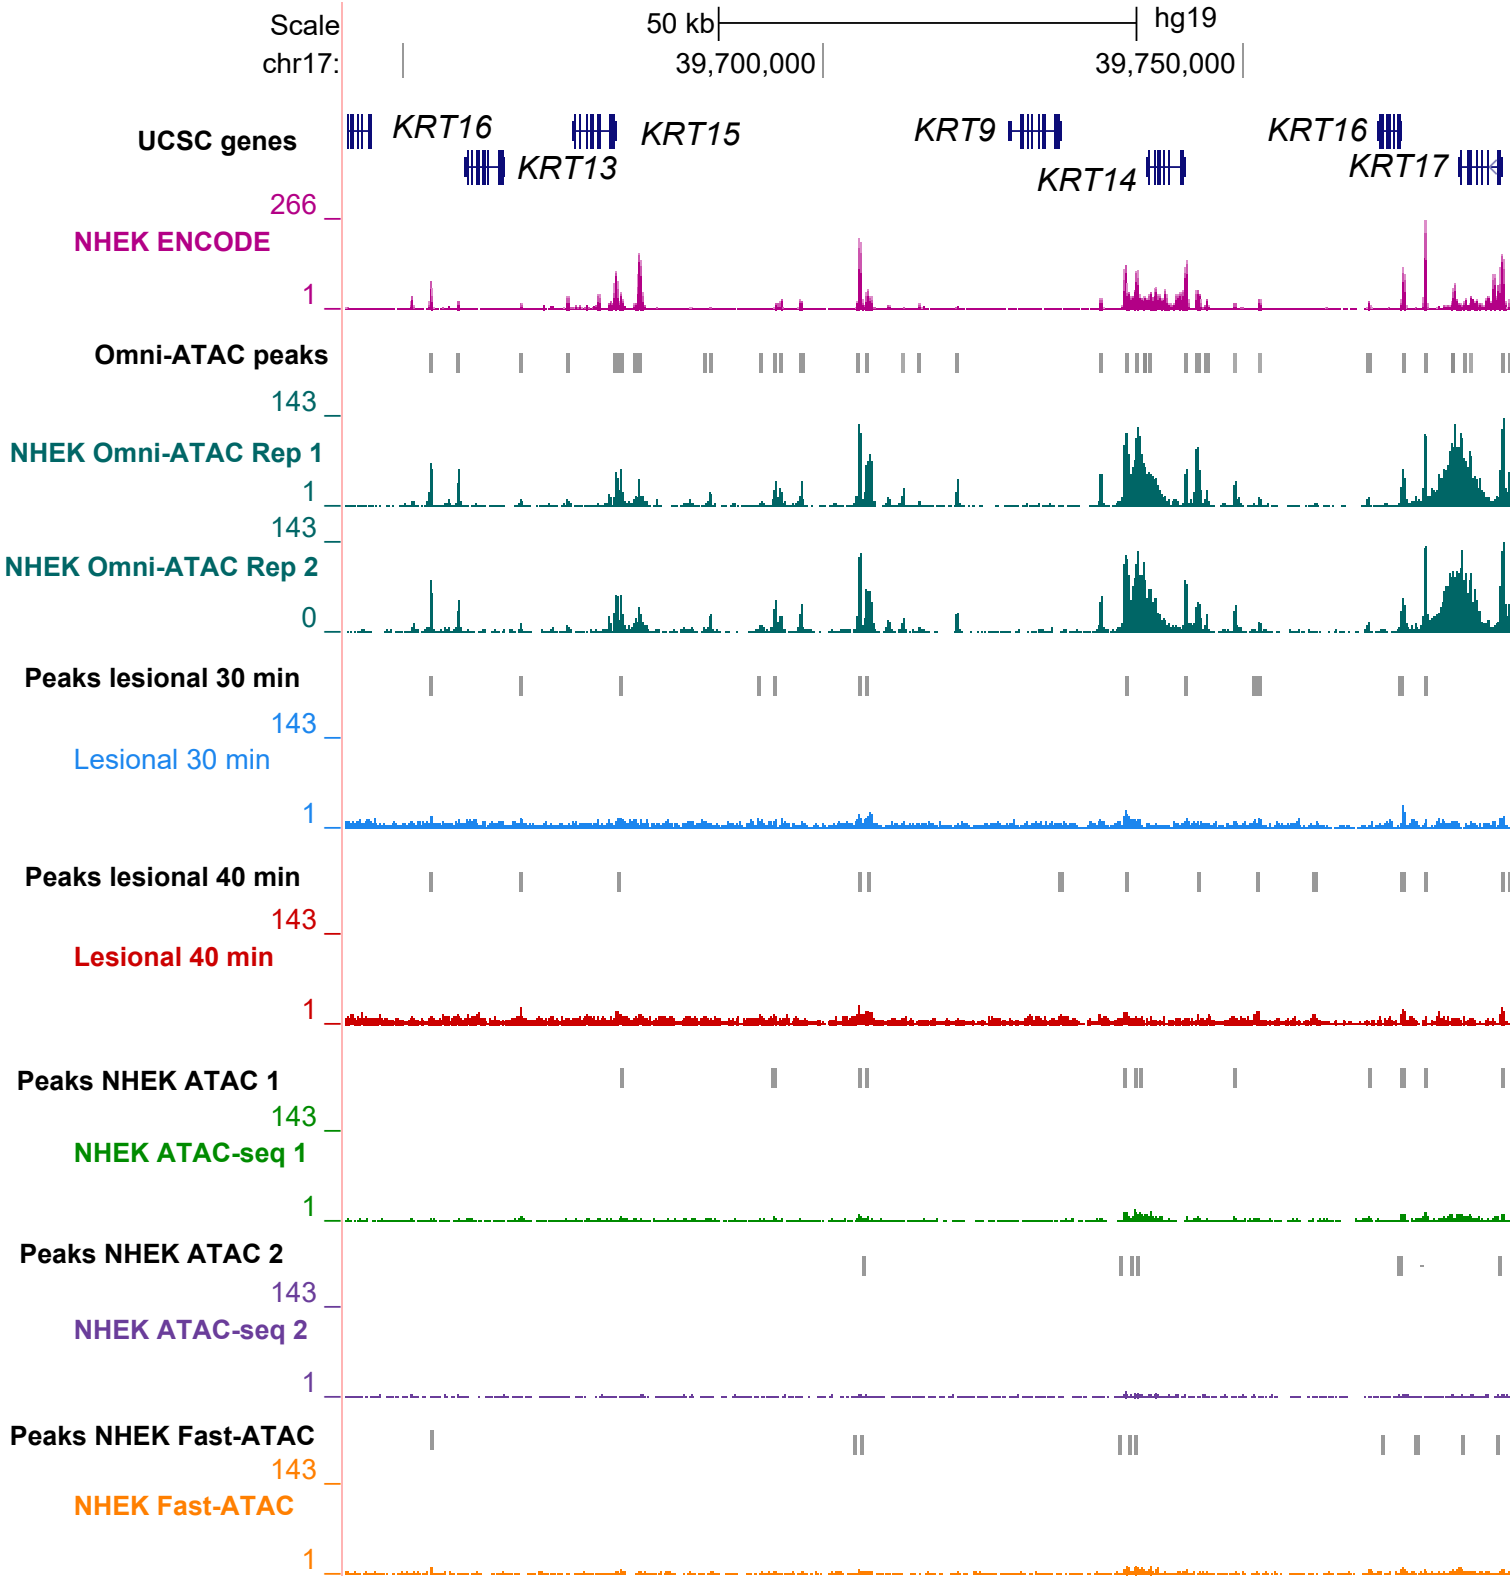 Scale 50 kb hg19
chr17: 39,700,000 39,750,000
UCSC genes KRT16 KRT15 KRT9 KRT16
KRT13 KRT14 KRT17
266
NHEK ENCODE
1
Omni-ATAC peaks
143
NHEK Omni-ATAC Rep 1
1
143
NHEK Omni-ATAC Rep 2
0
Peaks lesional 30 min
143
Lesional 30 min
1
Peaks lesional 40 min
143
Lesional 40 min
1
Peaks NHEK ATAC 1
143
NHEK ATAC-seq 1
1
Peaks NHEK ATAC 2
143
NHEK ATAC-seq 2
1
Peaks NHEK Fast-ATAC
143
NHEK Fast-ATAC
1